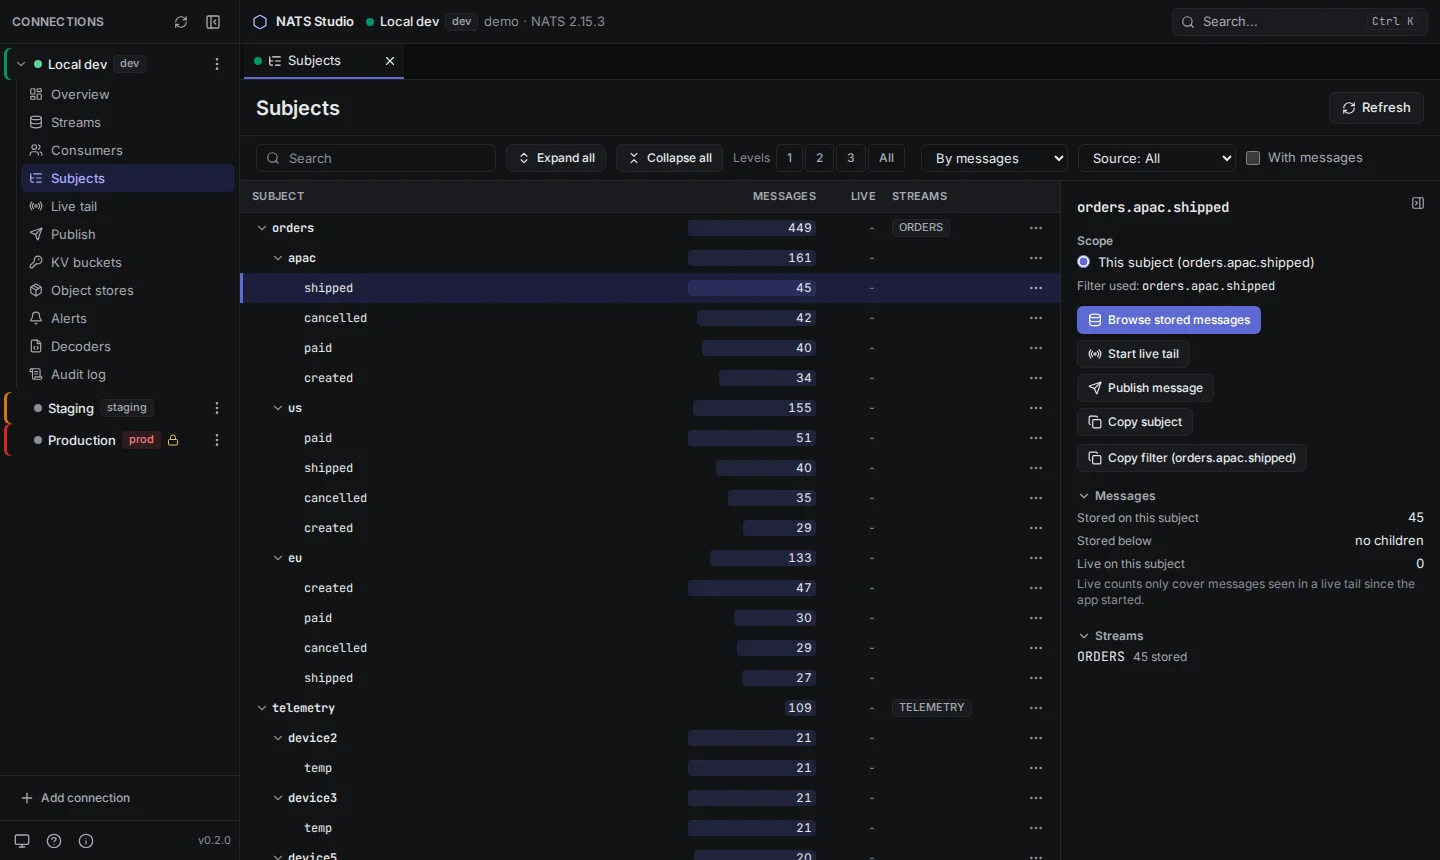 CONNECTIONS
NATS Studio Local dev dev demo · NATS 2.15.3
Search... Ctrl K
Local dev dev
Overview
Streams
Consumers
Subjects
Live tail
Publish
KV buckets
Object stores
Alerts
Decoders
Audit log
Staging staging
Production prod
Add connection
v0.2.0
Subjects
Subjects
Refresh
Search Expand all Collapse all Levels 1 2 3 All By messages Source: All With messages
SUBJECT MESSAGES LIVE STREAMS
orders 449 - ORDERS
apac 161 -
shipped 45 -
cancelled 42 -
paid 40 -
created 34 -
us 155 -
paid 51 -
shipped 40 -
cancelled 35 -
created 29 -
eu 133 -
created 47 -
paid 30 -
cancelled 29 -
shipped 27 -
telemetry 109 - TELEMETRY
device2 21 -
temp 21 -
device3 21 -
temp 21 -
device5 20 -
orders.apac.shipped
Scope
This subject (orders.apac.shipped)
Filter used: orders.apac.shipped
Browse stored messages
Start live tail
Publish message
Copy subject
Copy filter (orders.apac.shipped)
Messages
Stored on this subject 45
Stored below no children
Live on this subject 0
Live counts only cover messages seen in a live tail since the
app started.
Streams
ORDERS 45 stored